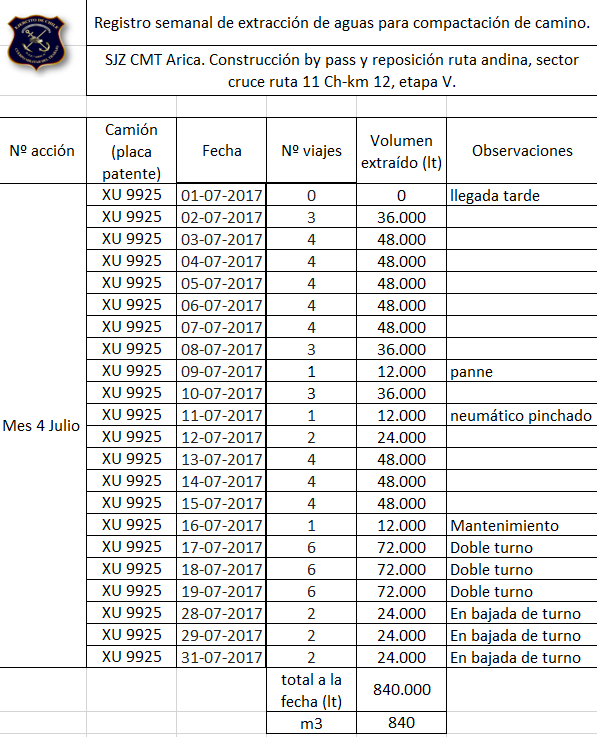 Registro semanal de extracción de aguas para compactación de camino.
SJZ CMT Arica. Construcción by pass y reposición ruta andina, sector
cruce ruta 11 Ch-km 12, etapa V.
Nº acción Camión (placa patente) Fecha Nº viajes Volumen extraído (lt) Observaciones
Mes 4 Julio
XU 9925 01-07-2017 0 0 llegada tarde
XU 9925 02-07-2017 3 36.000
XU 9925 03-07-2017 4 48.000
XU 9925 04-07-2017 4 48.000
XU 9925 05-07-2017 4 48.000
XU 9925 06-07-2017 4 48.000
XU 9925 07-07-2017 4 48.000
XU 9925 08-07-2017 3 36.000
XU 9925 09-07-2017 1 12.000 panne
XU 9925 10-07-2017 3 36.000
XU 9925 11-07-2017 1 12.000 neumático pinchado
XU 9925 12-07-2017 2 24.000
XU 9925 13-07-2017 4 48.000
XU 9925 14-07-2017 4 48.000
XU 9925 15-07-2017 4 48.000
XU 9925 16-07-2017 1 12.000 Mantenimiento
XU 9925 17-07-2017 6 72.000 Doble turno
XU 9925 18-07-2017 6 72.000 Doble turno
XU 9925 19-07-2017 6 72.000 Doble turno
XU 9925 28-07-2017 2 24.000 En bajada de turno
XU 9925 29-07-2017 2 24.000 En bajada de turno
XU 9925 31-07-2017 2 24.000 En bajada de turno
total a la fecha (lt) 840.000
m3 840